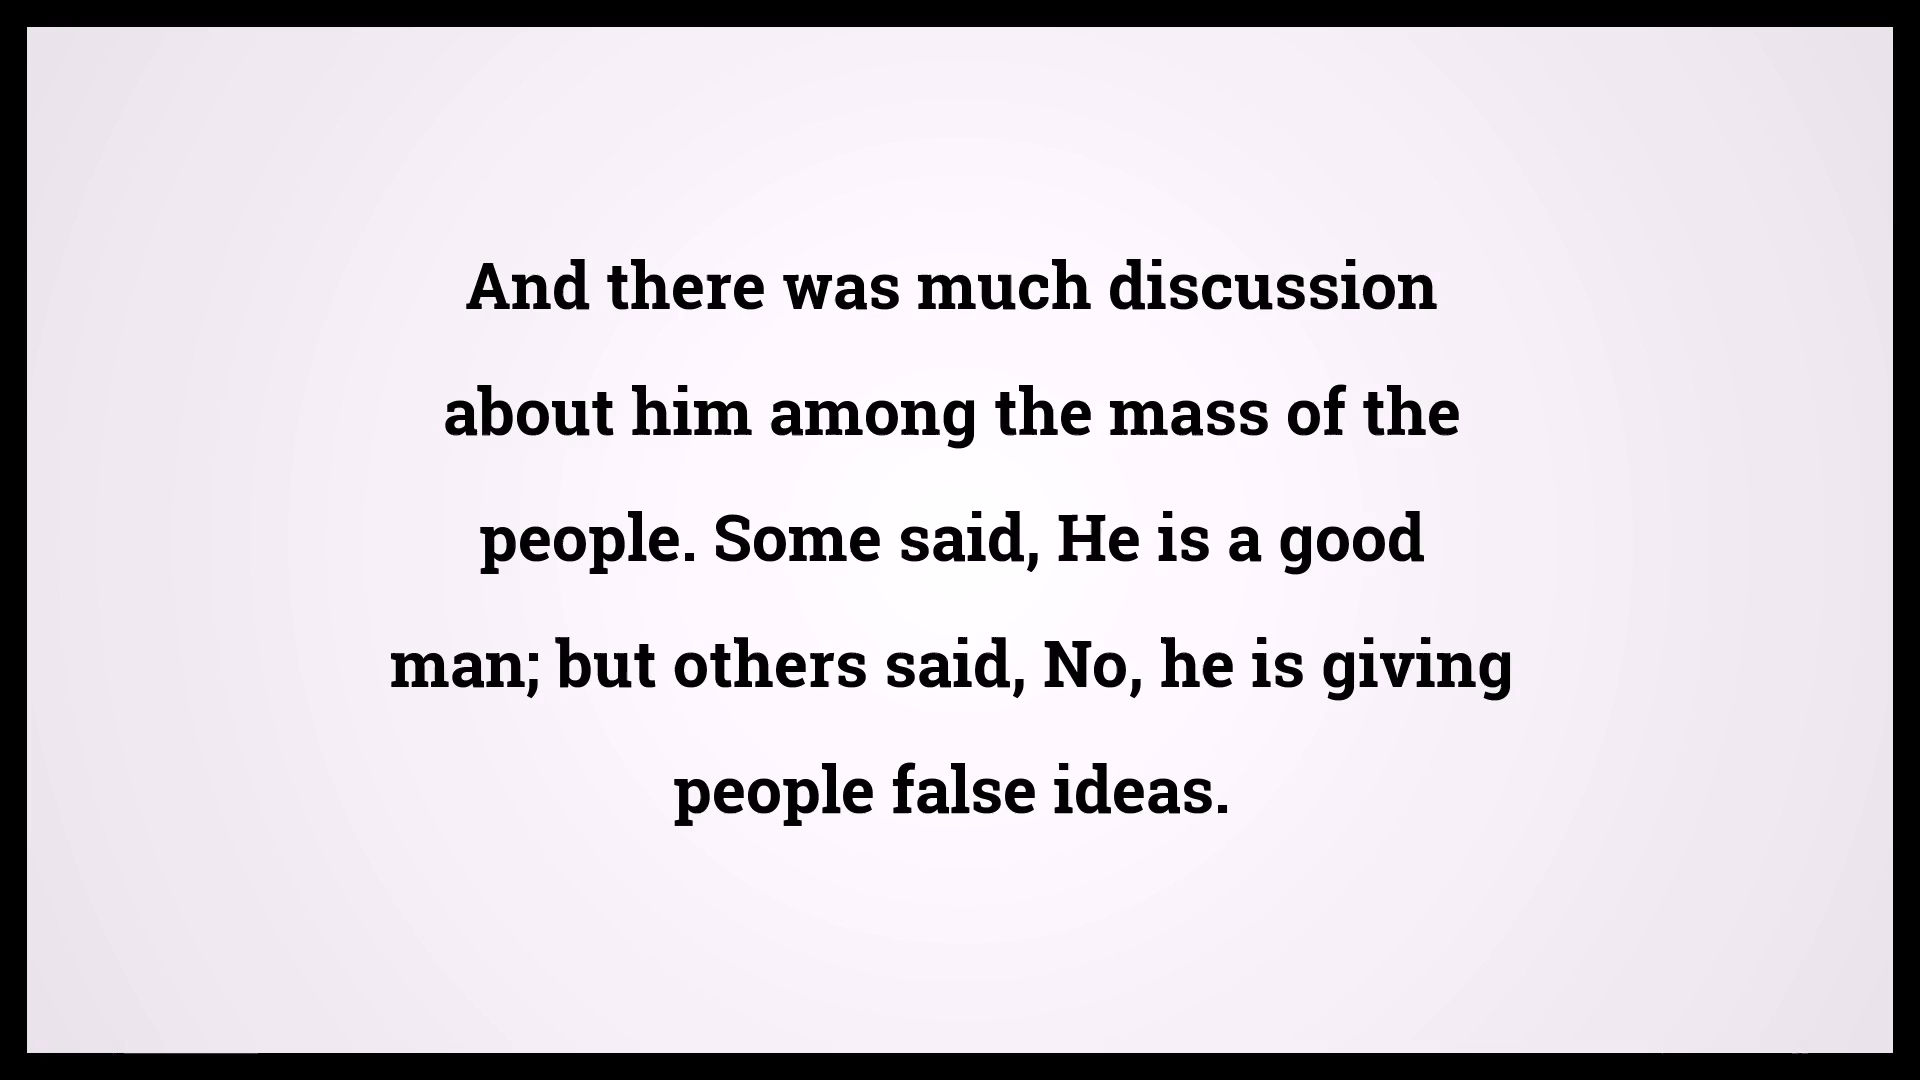 And there was much discussion
about him among the mass of the
people. Some said, He is a good
man; but others said, No, he is giving
people false ideas.